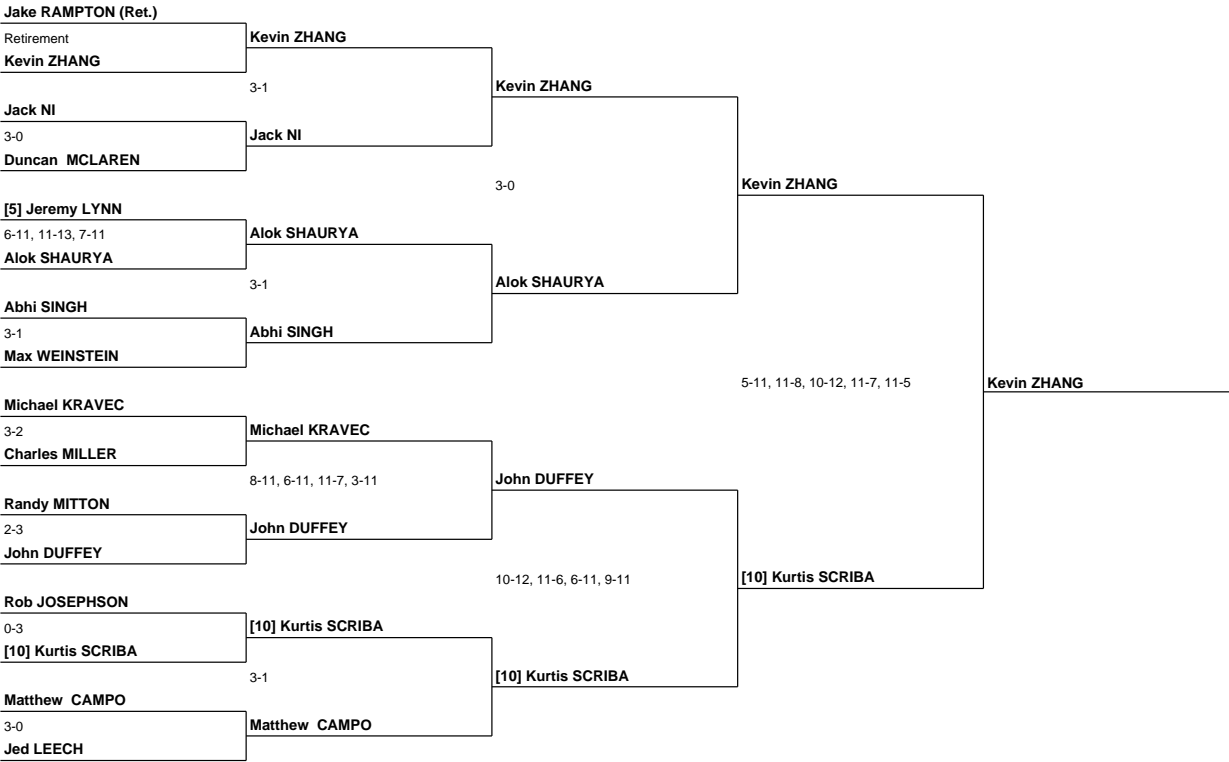 Jake RAMPTON (Ret.)
Retirement
Kevin ZHANG
Kevin ZHANG
3-1
Kevin ZHANG
Jack NI
3-0
Jack NI
Duncan  MCLAREN
3-0
Kevin ZHANG
[5] Jeremy LYNN
6-11, 11-13, 7-11
Alok SHAURYA
Alok SHAURYA
3-1
Alok SHAURYA
Abhi SINGH
3-1
Abhi SINGH
Max WEINSTEIN
5-11, 11-8, 10-12, 11-7, 11-5
Kevin ZHANG
Michael KRAVEC
3-2
Michael KRAVEC
Charles MILLER
8-11, 6-11, 11-7, 3-11
John DUFFEY
Randy MITTON
2-3
John DUFFEY
John DUFFEY
10-12, 11-6, 6-11, 9-11
[10] Kurtis SCRIBA
Rob JOSEPHSON
0-3
[10] Kurtis SCRIBA
[10] Kurtis SCRIBA
3-1
[10] Kurtis SCRIBA
Matthew  CAMPO
3-0
Matthew  CAMPO
Jed LEECH